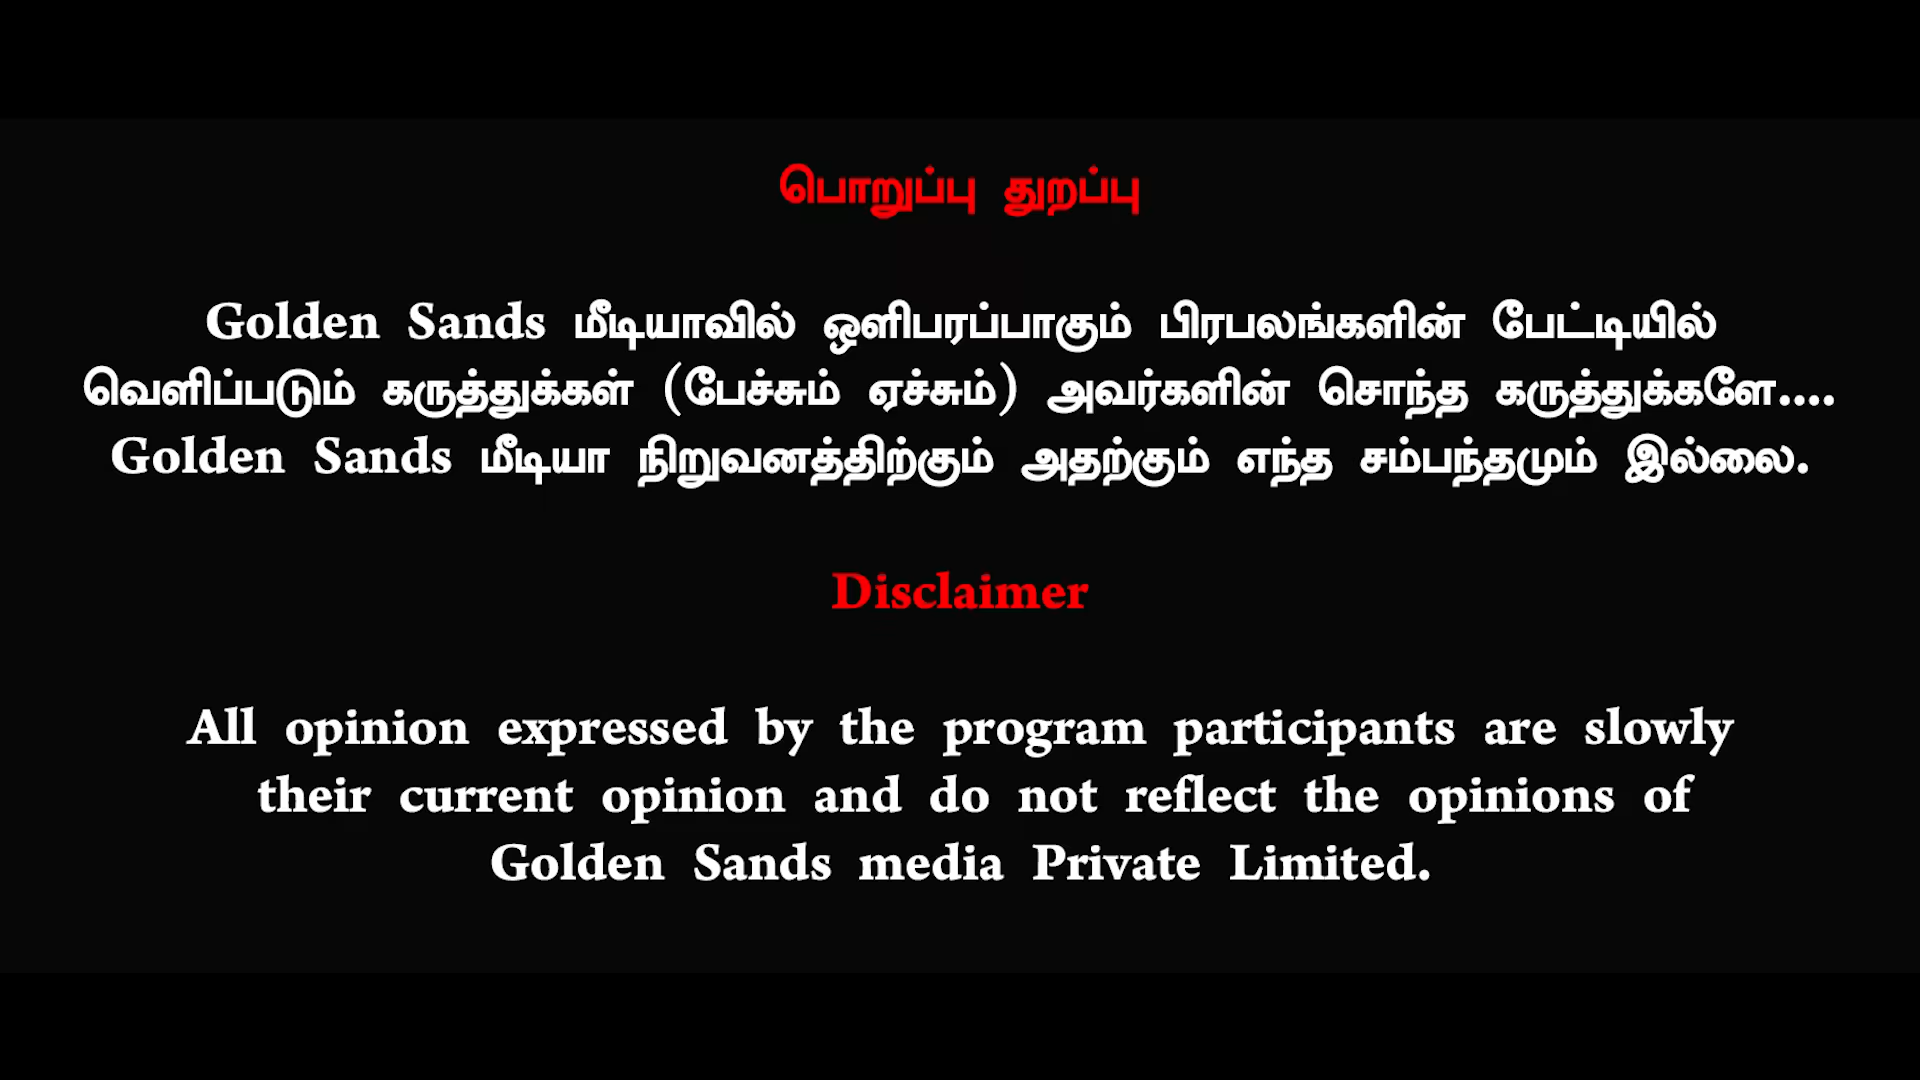 பொறுப்பு துறப்பு
Golden Sands மீடியாவில் ஒளிபரப்பாகும் பிரபலங்களின் பேட்டியில்
வெளிப்படும் கருத்துக்கள் (பேச்சும் ஏச்சும்) அவர்களின் சொந்த கருத்துக்களே....
Golden Sands மீடியா நிறுவனத்திற்கும் அதற்கும் எந்த சம்பந்தமும் இல்லை.
Disclaimer
All opinion expressed by the program participants are slowly
their current opinion and do not reflect the opinions of
Golden Sands media Private Limited.